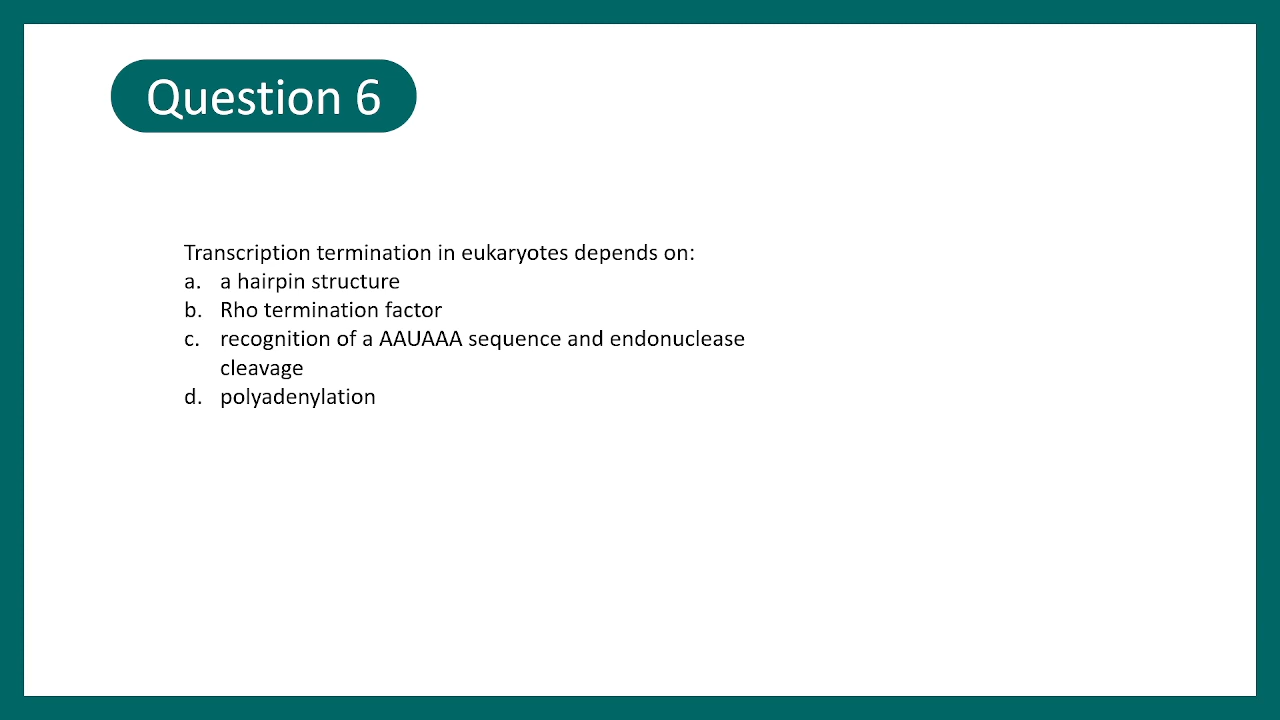 Question 6
Transcription termination in eukaryotes depends on:
a. a hairpin structure
b. Rho termination factor
c. recognition of a AAUAAA sequence and endonuclease
cleavage
d. polyadenylation